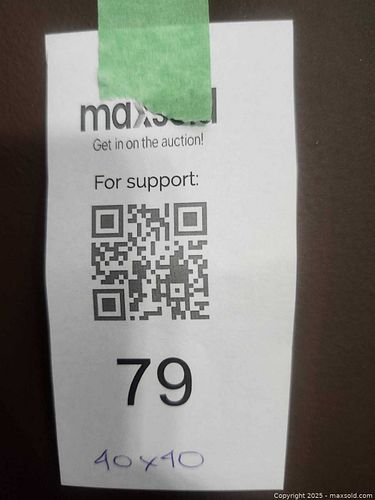 maxsold
Get in on the auction!
For support:
79
40x40
Copyright 2025 - maxsold.com